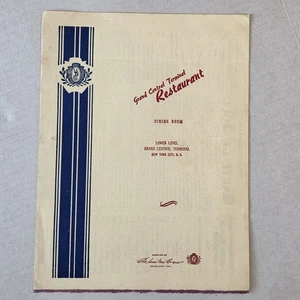 Grand Central Terminal
Restaurant
DINING ROOM
LOWER LEVEL
GRAND CENTRAL TERMINAL
NEW YORK CITY, N. Y.